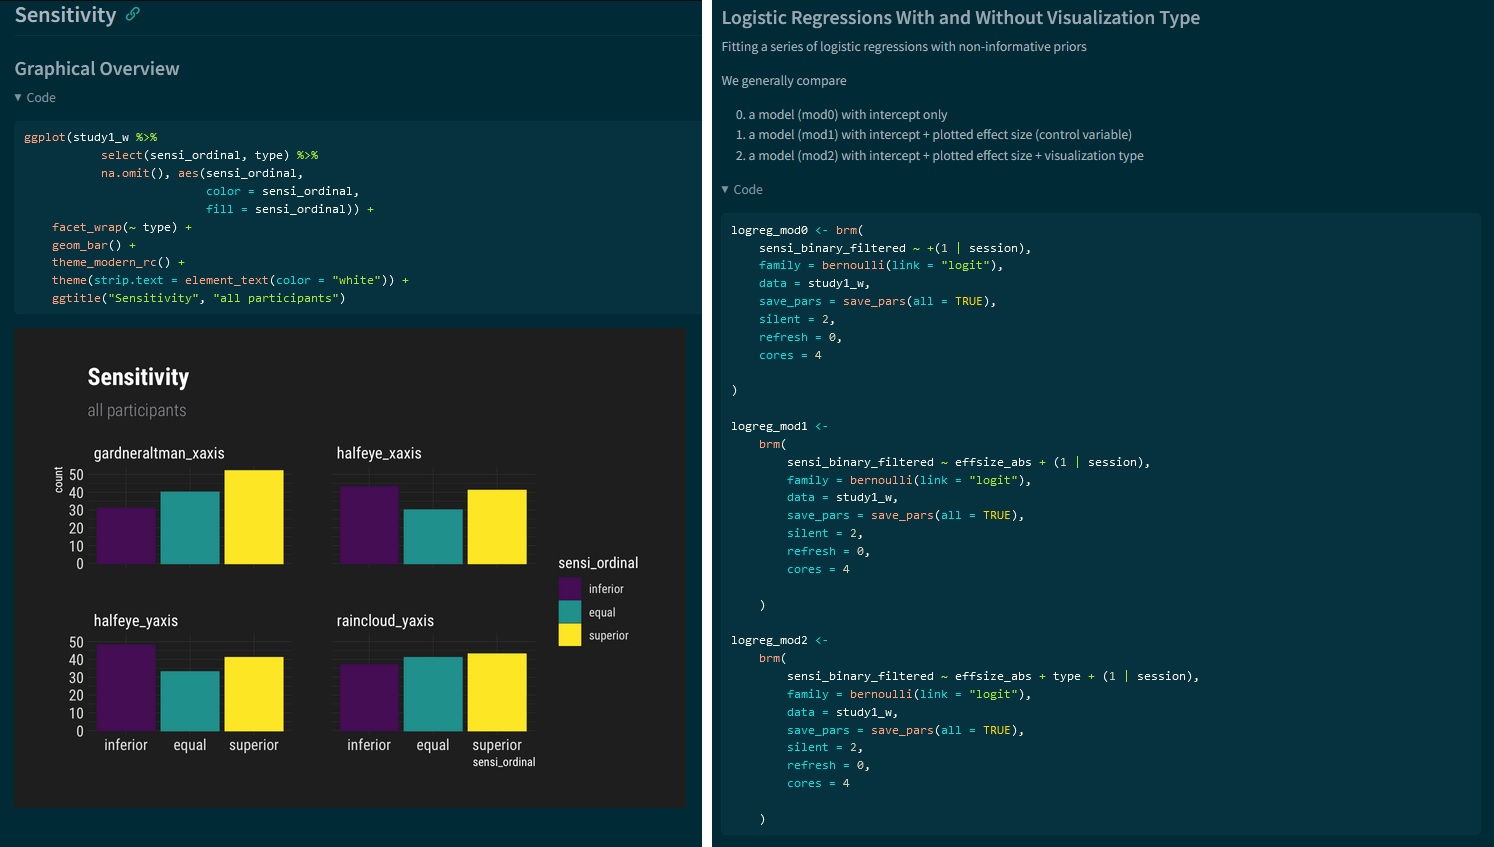 Sensitivity
Graphical Overview
▼ Code
ggplot(study1_w %>%
select(sensi_ordinal, type) %>%
na.omit(), aes(sensi_ordinal,
color = sensi_ordinal,
fill = sensi_ordinal)) +
facet_wrap(~ type) +
geom_bar() +
theme_modern_rc() +
theme(strip.text = element_text(color = "white")) +
ggtitle("Sensitivity", "all participants")
Sensitivity
all participants
gardneraltman_xaxis
halfeye_xaxis
count
50
40
30
20
10
0
halfeye_yaxis
raincloud_yaxis
50
40
30
20
10
0
inferior equal superior
inferior equal superior
sensi_ordinal
sensi_ordinal
inferior
equal
superior
Logistic Regressions With and Without Visualization Type
Fitting a series of logistic regressions with non-informative priors
We generally compare
0. a model (mod0) with intercept only
1. a model (mod1) with intercept + plotted effect size (control variable)
2. a model (mod2) with intercept + plotted effect size + visualization type
▼ Code
logreg_mod0 <- brm(
sensi_binary_filtered ~ +(1 | session),
family = bernoulli(link = "logit"),
data = study1_w,
save_pars = save_pars(all = TRUE),
silent = 2,
refresh = 0,
cores = 4
)
logreg_mod1 <-
brm(
sensi_binary_filtered ~ effsize_abs + (1 | session),
family = bernoulli(link = "logit"),
data = study1_w,
save_pars = save_pars(all = TRUE),
silent = 2,
refresh = 0,
cores = 4
)
logreg_mod2 <-
brm(
sensi_binary_filtered ~ effsize_abs + type + (1 | session),
family = bernoulli(link = "logit"),
data = study1_w,
save_pars = save_pars(all = TRUE),
silent = 2,
refresh = 0,
cores = 4
)